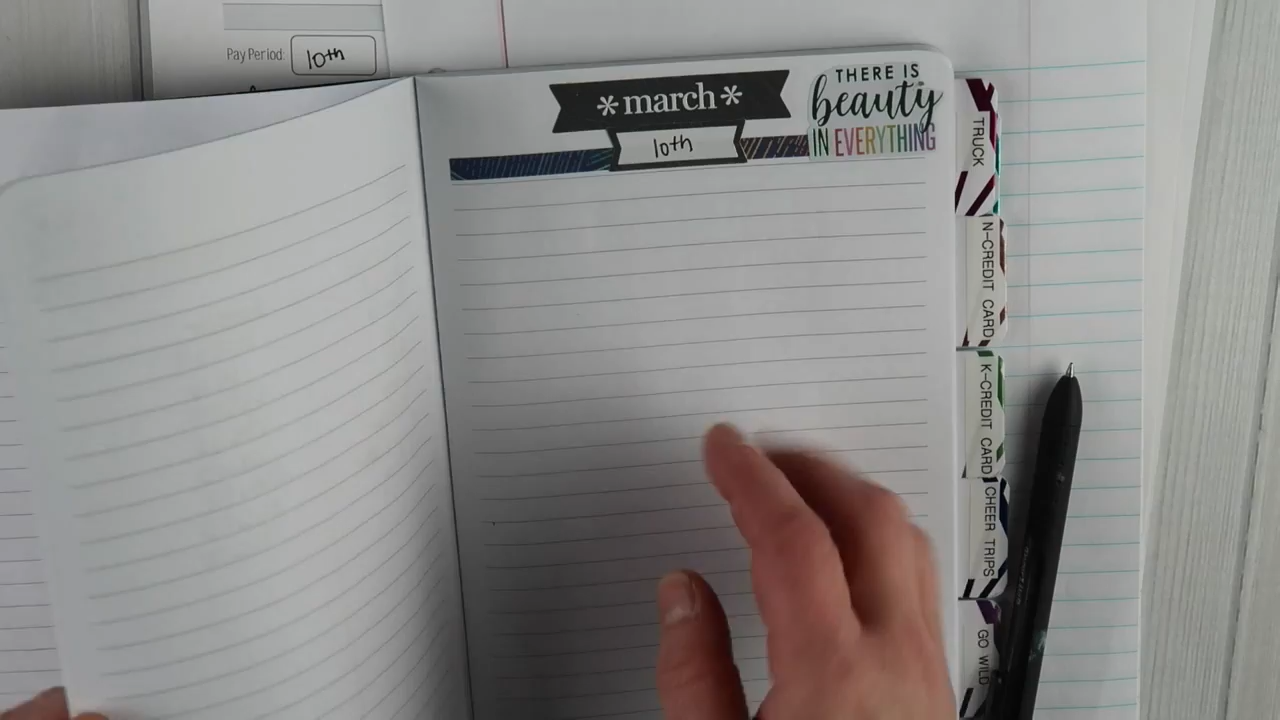 Pay Period: 10th
*march*
10th
THERE IS
beauty
IN EVERYTHING
TRUCK
N-CREDIT CARD
K-CREDIT CARD
CHEER TRIPS
GO WILD